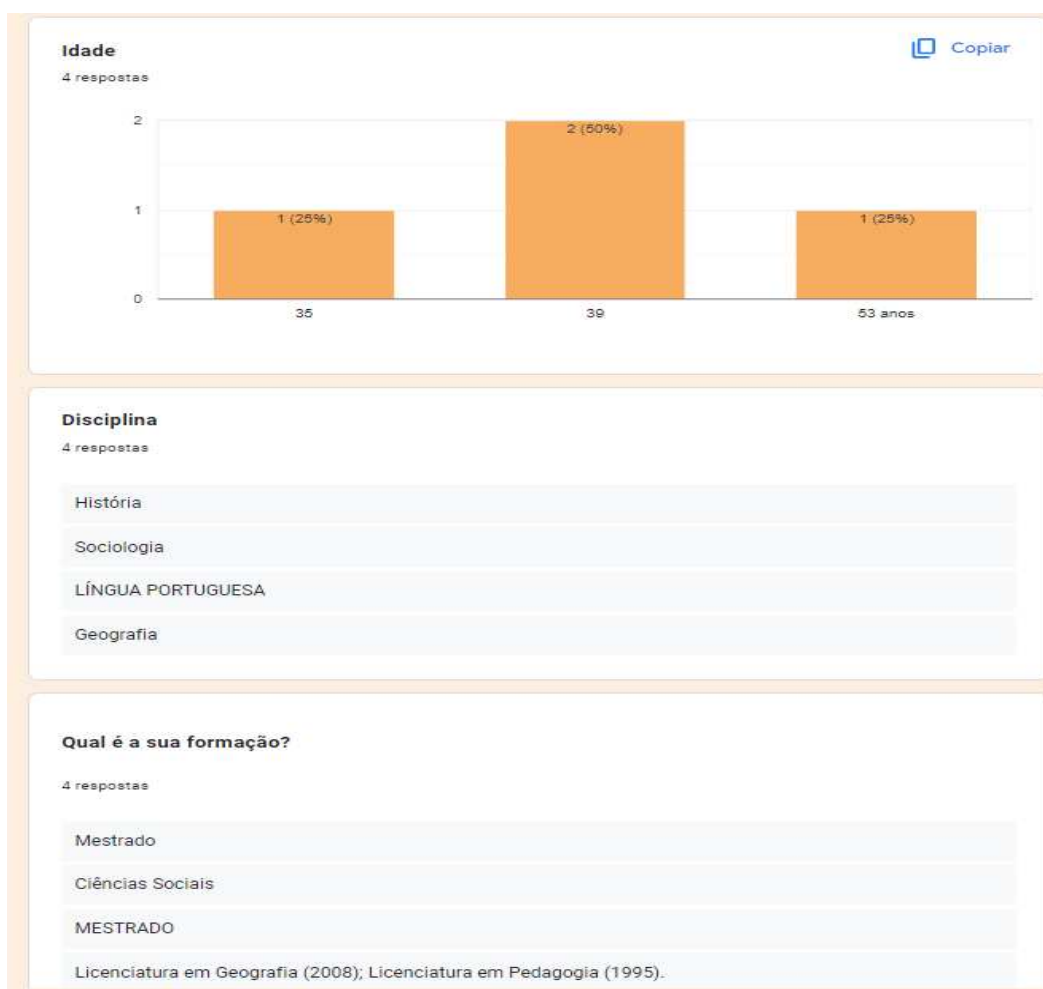 Idade
Copiar
4 respostas
2
2 (50%)
1
1 (25%)
1 (25%)
0
35
39
53 anos
Disciplina
4 respostas
História
Sociologia
LÍNGUA PORTUGUESA
Geografia
Qual é a sua formação?
4 respostas
Mestrado
Ciências Sociais
MESTRADO
Licenciatura em Geografia (2008); Licenciatura em Pedagogia (1995).